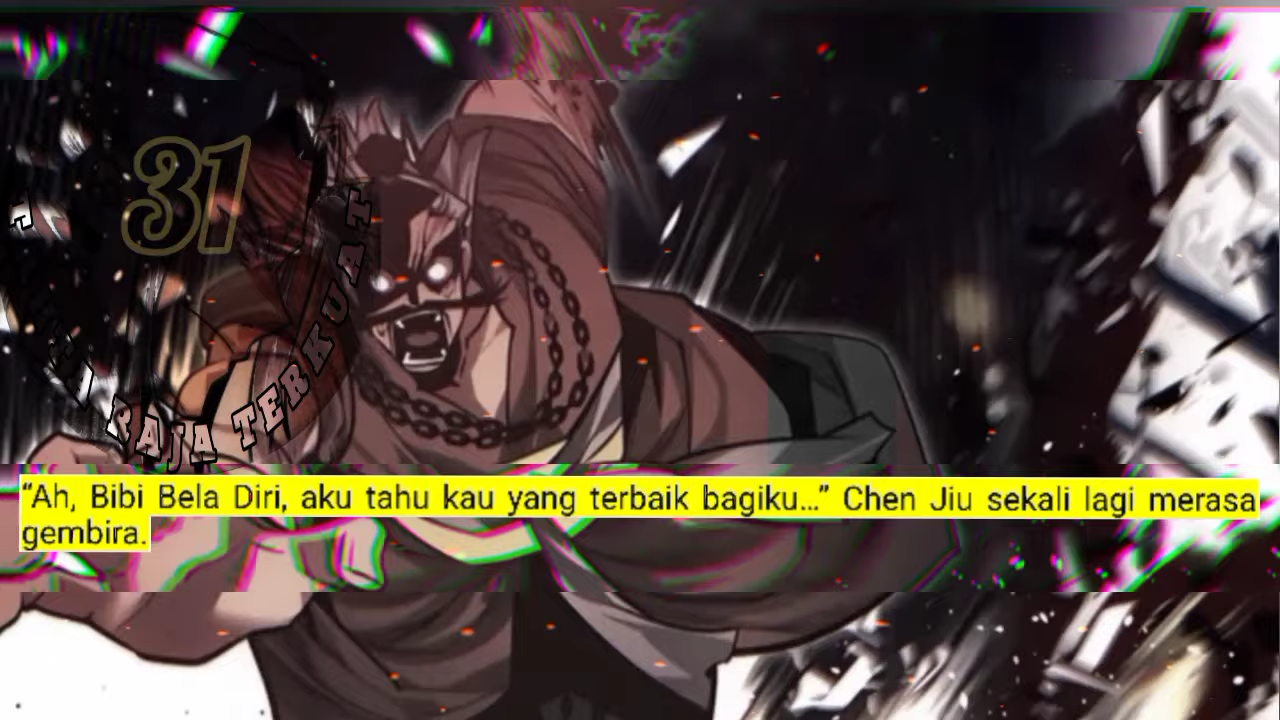 31
RAJA TERKUAT
“Ah, Bibi Bela Diri, aku tahu kau yang terbaik bagiku...” Chen Jiu sekali lagi merasa
gembira.